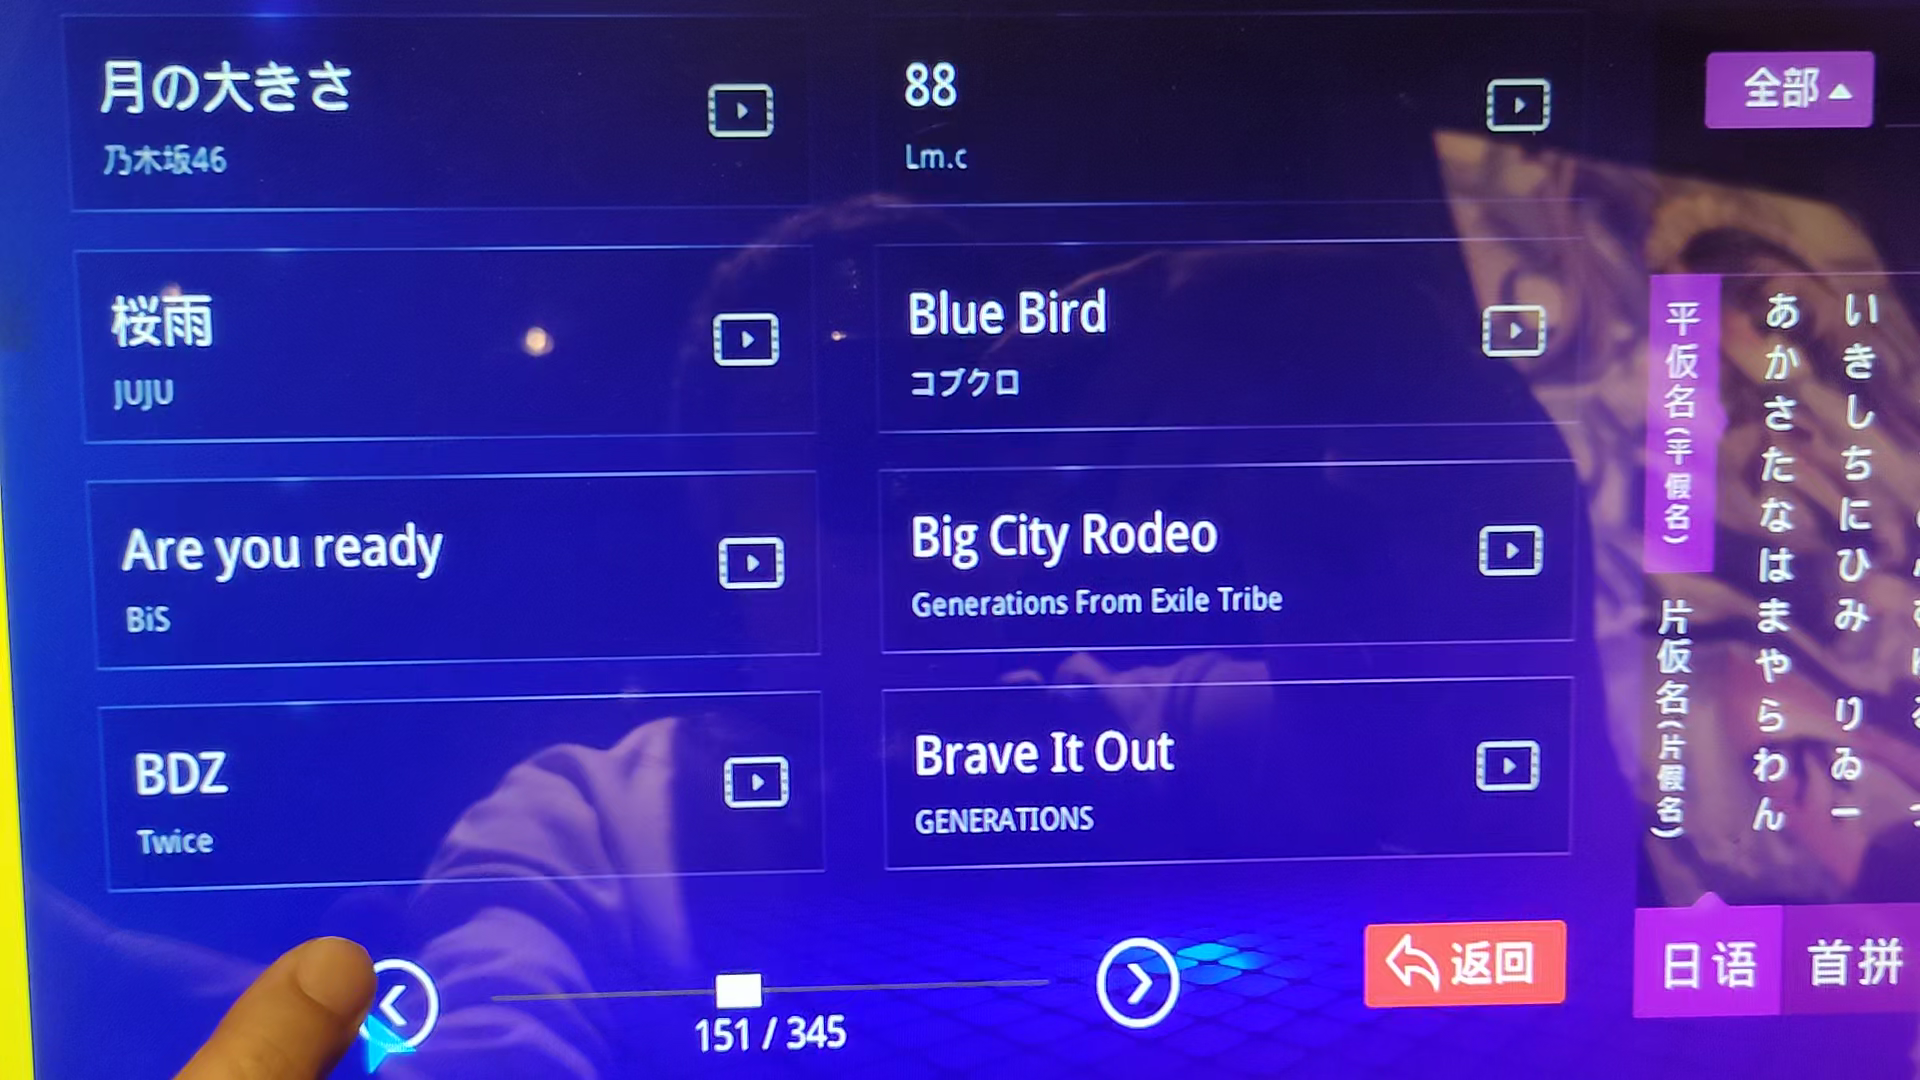 月の大きさ
乃木坂46
88
Lm.c
桜雨
JUJU
Blue Bird
コブクロ
Are you ready
BiS
Big City Rodeo
Generations From Exile Tribe
BDZ
Twice
Brave It Out
GENERATIONS
151 / 345
返回
全部
平仮名(平假名)
片仮名(片假名)
あかさたなはまやらわん
いきしちにひみ りゐー
日语
首拼